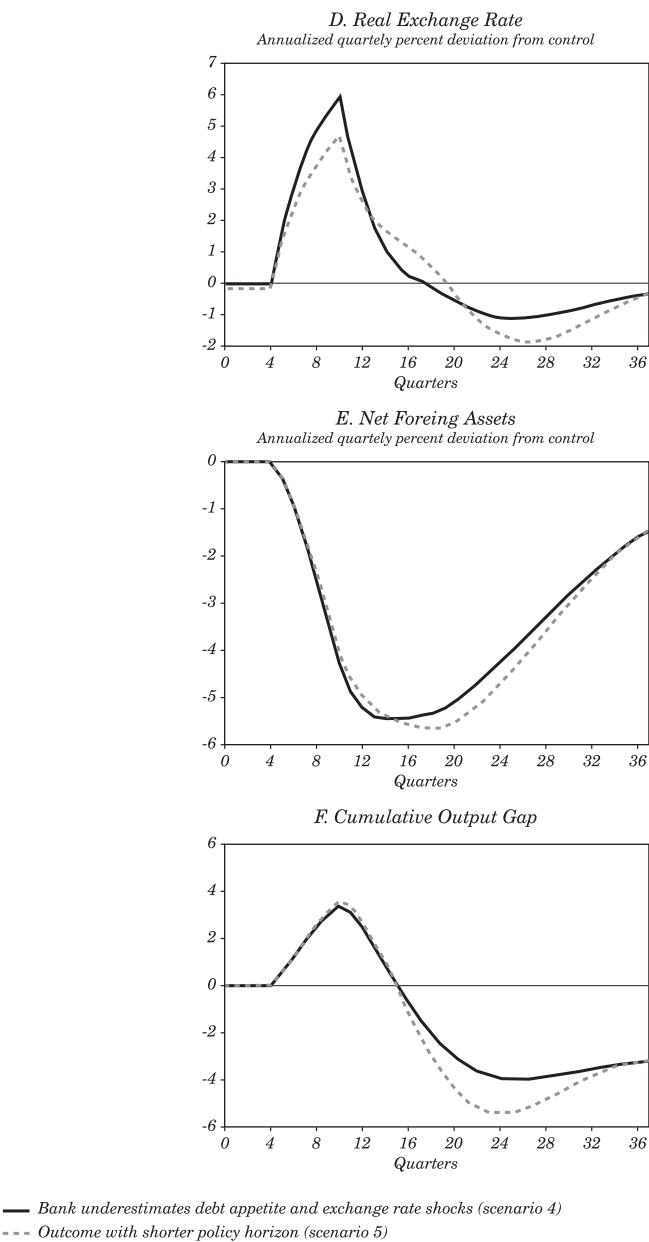 D. Real Exchange Rate
Annualized quartely percent deviation from control
7
6
5
4
3
2
1
0
-1
-2
0 4 8 12 16 20 24 28 32 36
Quarters
E. Net Foreing Assets
Annualized quartely percent deviation from control
0
-1
-2
-3
-4
-5
-6
0 4 8 12 16 20 24 28 32 36
Quarters
F. Cumulative Output Gap
6
4
2
0
-2
-4
-6
0 4 8 12 16 20 24 28 32 36
Quarters
Bank underestimates debt appetite and exchange rate shocks (scenario 4)
Outcome with shorter policy horizon (scenario 5)